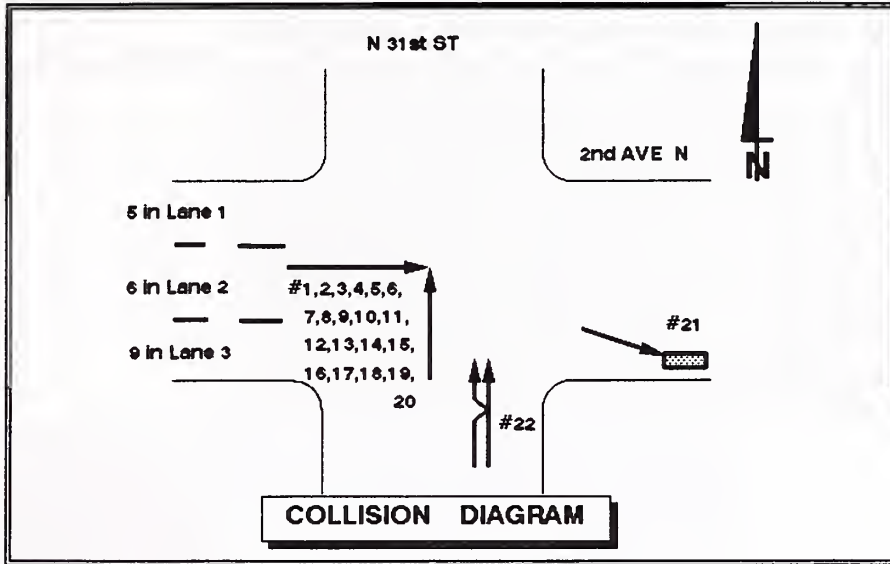 N 31st ST
2nd AVE N
N
5 in Lane 1
6 in Lane 2
9 in Lane 3
#1,2,3,4,5,6,
7,8,9,10,11,
12,13,14,15,
16,17,18,19,
20
#21
#22
COLLISION DIAGRAM